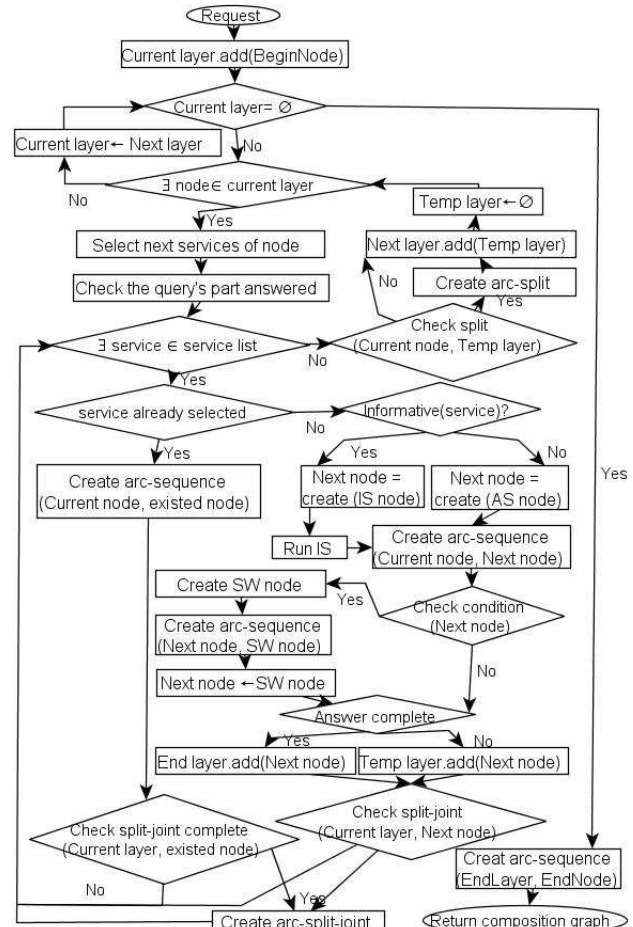 Request
Current layer.add(BeginNode)
Current layer= ∅
Current layer← Next layer
No
Ǝ node∈ current layer
No
Temp layer←∅
Yes
Select next services of node
Next layer.add(Temp layer)
No
Create arc-split
Check the query's part answered
Yes
Check split
(Current node, Temp layer)
Ǝ service ∈ service list
No
Yes
service already selected
Informative(service)?
No
Yes
Yes
No
Yes
Create arc-sequence
(Current node, existed node)
Next node =
create (IS node)
Next node =
create (AS node)
Run IS
Create arc-sequence
(Current node, Next node)
Create SW node
Yes
Check condition
(Next node)
Create arc-sequence
(Next node, SW node)
No
Next node ←SW node
Answer complete
Yes
No
End layer.add(Next node)
Temp layer.add(Next node)
Check split-joint
(Current layer, Next node)
Check split-joint complete
(Current layer, existed node)
Creat arc-sequence
(EndLayer, EndNode)
No
Yes
Create arc-split-joint
Return composition graph